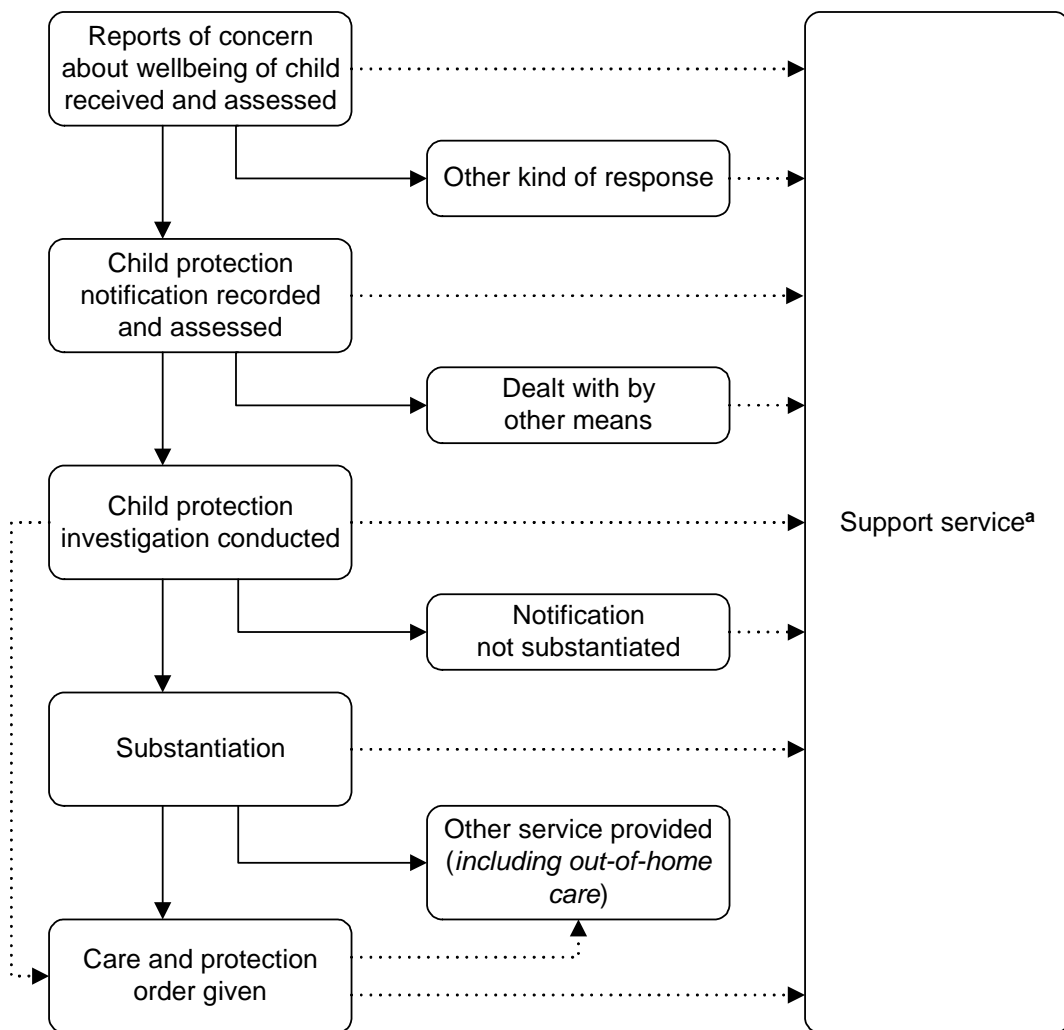 Reports of concern
about wellbeing of child
received and assessed
Other kind of response
Child protection
notification recorded
and assessed
Dealt with by
other means
Child protection
investigation conducted
Support serviceᵃ
Notification
not substantiated
Substantiation
Other service provided
(including out-of-home
care)
Care and protection
order given